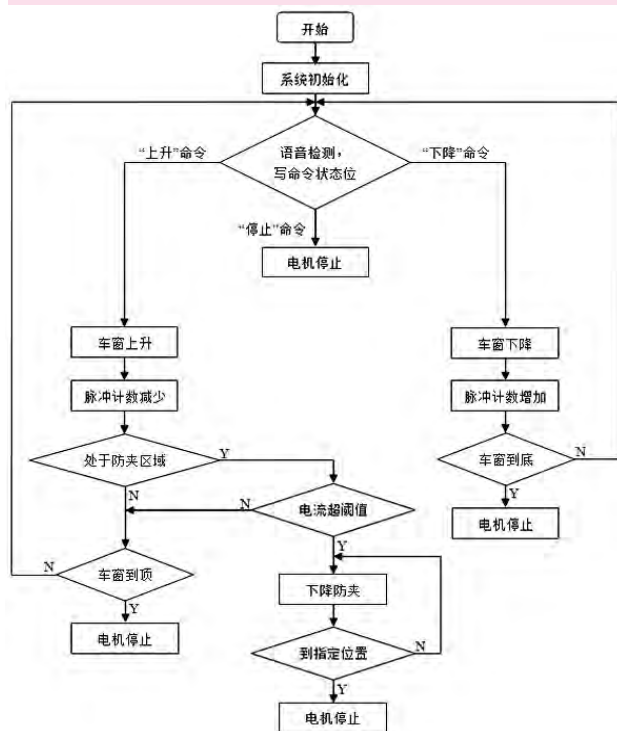 开始
系统初始化
语音检测，
写命令状态位
“上升”命令
“下降”命令
“停止”命令
电机停止
车窗上升
车窗下降
脉冲计数减少
脉冲计数增加
处于防夹区域
Y
N
车窗到底
N
Y
电机停止
电流超阈值
N
Y
车窗到顶
N
Y
电机停止
下降防夹
到指定位置
N
Y
电机停止